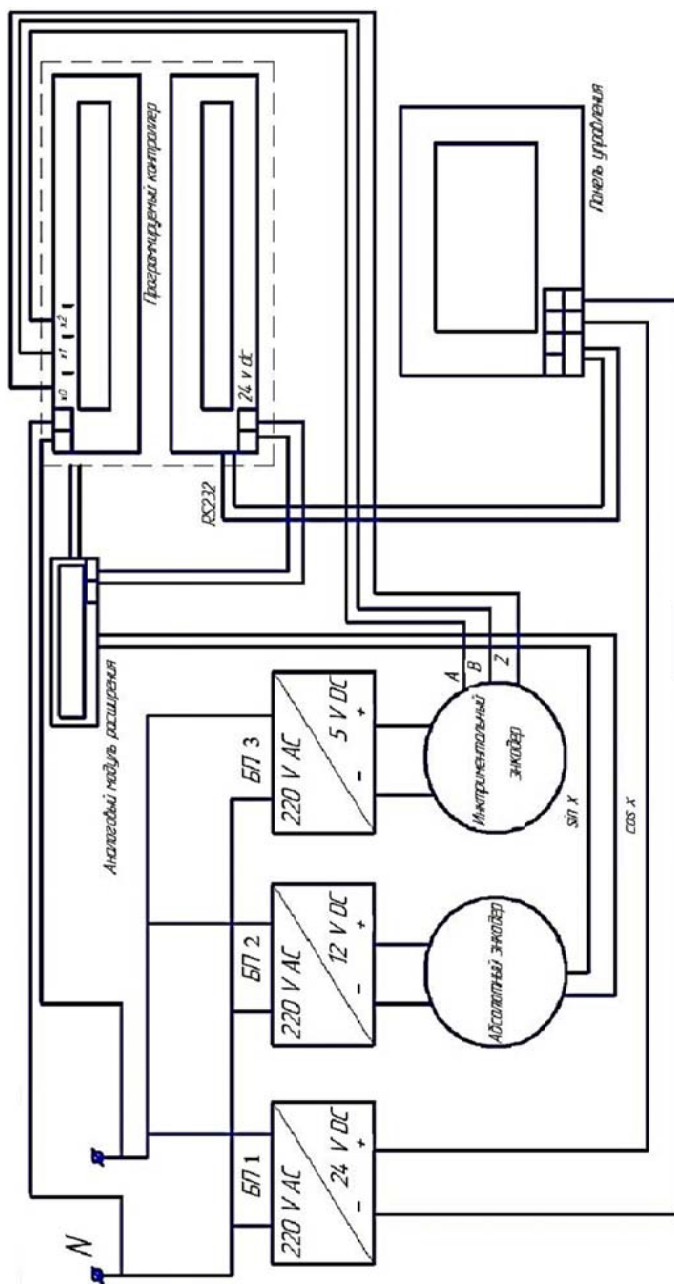 Программируемый контроллер
x0
x1
x2
24 v dc
RS232
Панель управления
Аналоговый модуль расширения
N
БП 1
220 V AC
24 V DC
- +
БП 2
220 V AC
12 V DC
- +
БП 3
220 V AC
5 V DC
- +
Абсолютный энкодер
Инктриментальный
энкодер
A
B
Z
sin x
cos x